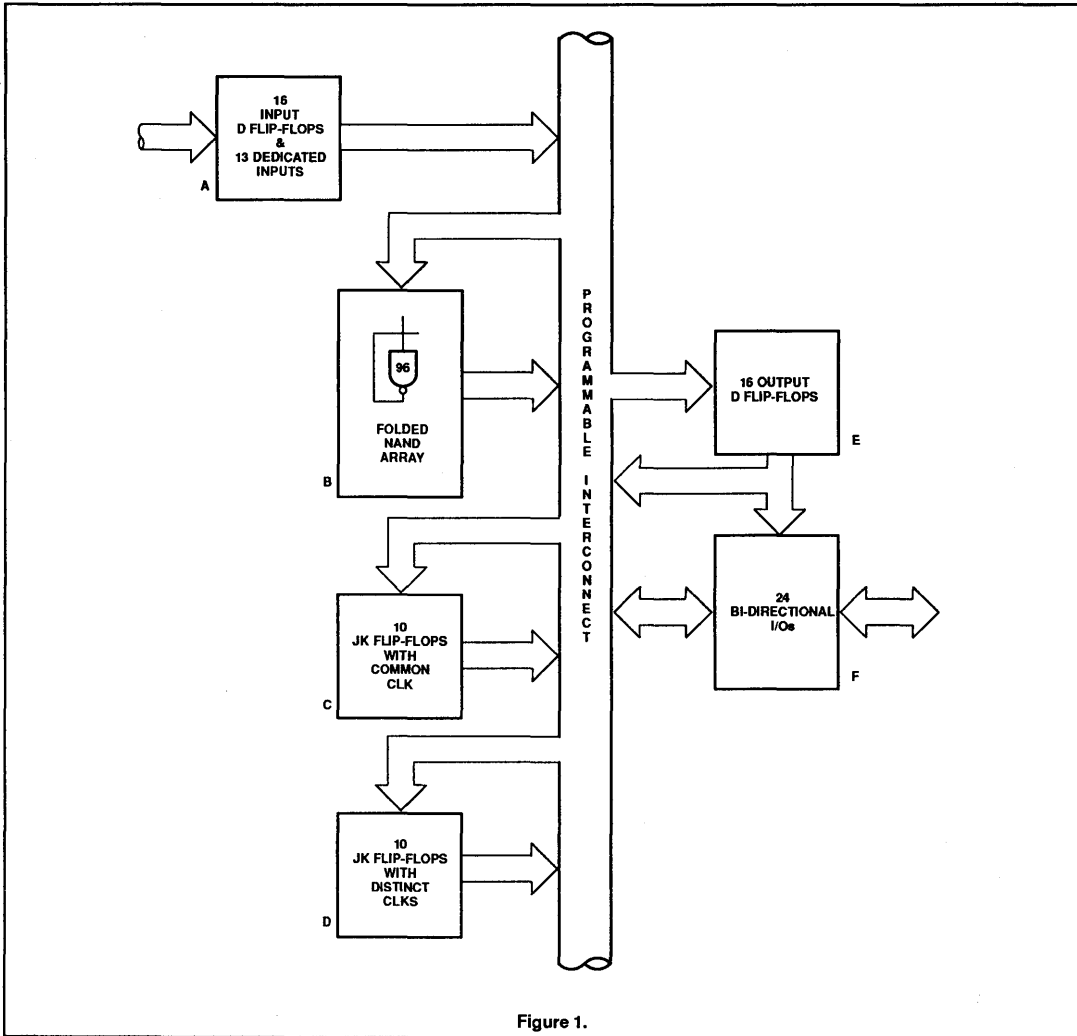 16
INPUT
D FLIP-FLOPS
&
13 DEDICATED
INPUTS
A
96
FOLDED
NAND
ARRAY
B
10
JK FLIP-FLOPS
WITH
COMMON
CLK
C
10
JK FLIP-FLOPS
WITH
DISTINCT
CLKS
D
PROGRAMMABLE INTERCONNECT
16 OUTPUT
D FLIP-FLOPS
E
24
BI-DIRECTIONAL
I/Os
F
Figure 1.